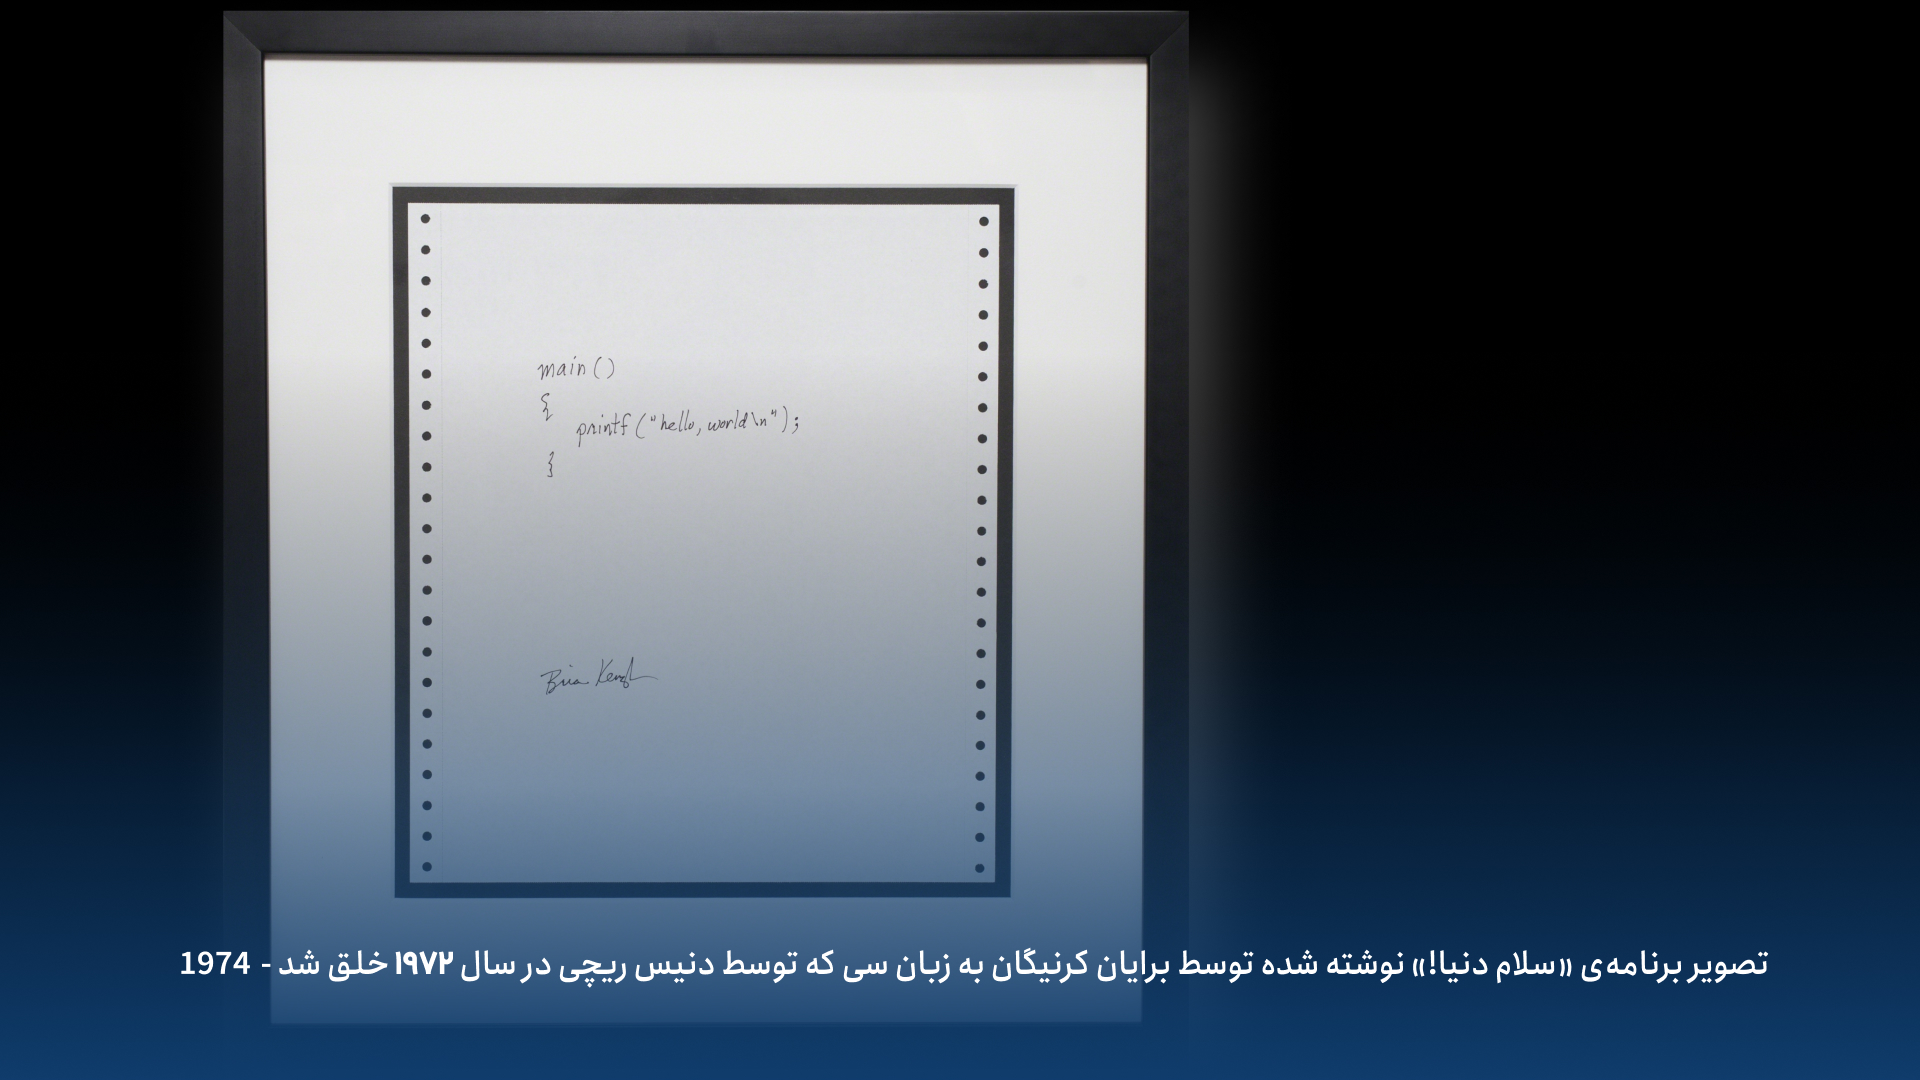 main()
{
printf("hello, world\n");
}
Brian Kernighan
تصویر برنامه‌ی «سلام دنیا!» نوشته شده توسط برایان کرنیگان به زبان سی که توسط دنیس ریچی در سال ۱۹۷۲ خلق شد - 1974